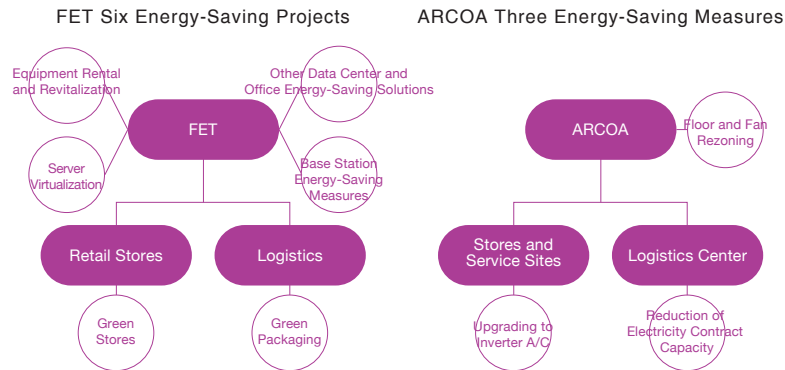 FET Six Energy-Saving Projects
Equipment Rental
and Revitalization
Other Data Center and
Office Energy-Saving Solutions
FET
Server
Virtualization
Base Station
Energy-Saving
Measures
Retail Stores
Logistics
Green
Stores
Green
Packaging
ARCOA Three Energy-Saving Measures
ARCOA
Floor and Fan
Rezoning
Stores and
Service Sites
Logistics Center
Upgrading to
Inverter A/C
Reduction of
Electricity Contract
Capacity